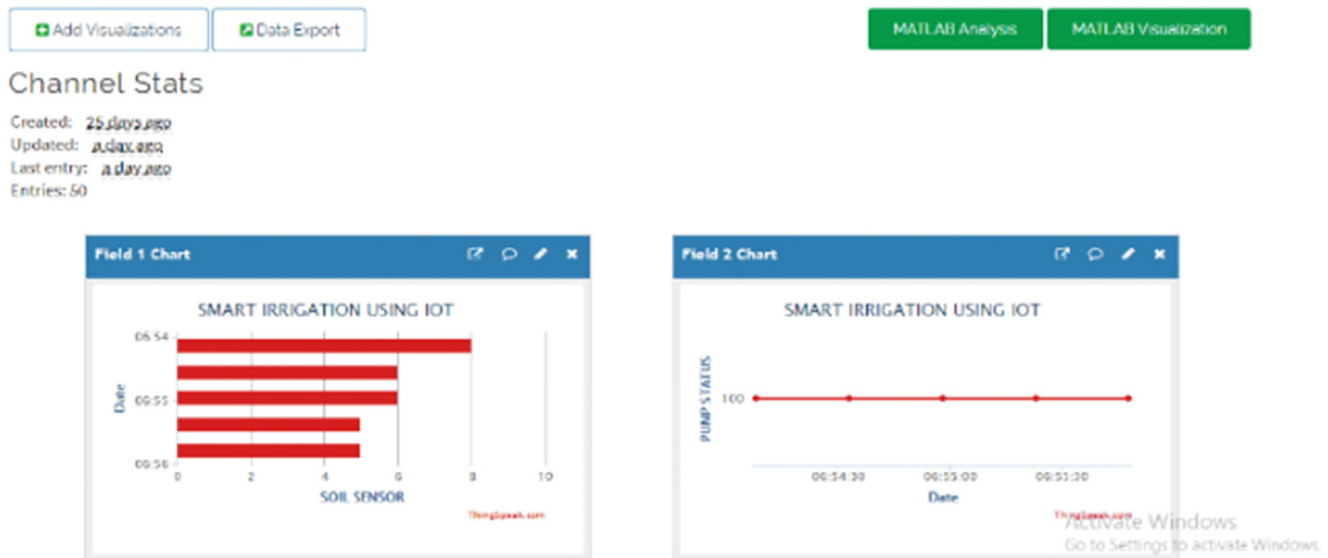 Add Visualizations
Data Export
MATLAB Analysis
MATLAB Visualization
Channel Stats
Created: 25 days ago
Updated: a day ago
Last entry: a day ago
Entries: 50
Field 1 Chart
SMART IRRIGATION USING IOT
Date
06:54
06:55
06:56
0 2 4 6 8 10
SOIL SENSOR
ThingSpeak.com
Field 2 Chart
SMART IRRIGATION USING IOT
PUMP STATUS
100
06:54:30 06:55:00 06:55:30
Date
ThingSpeak.com
Activate Windows
Go to Settings to activate Windows.